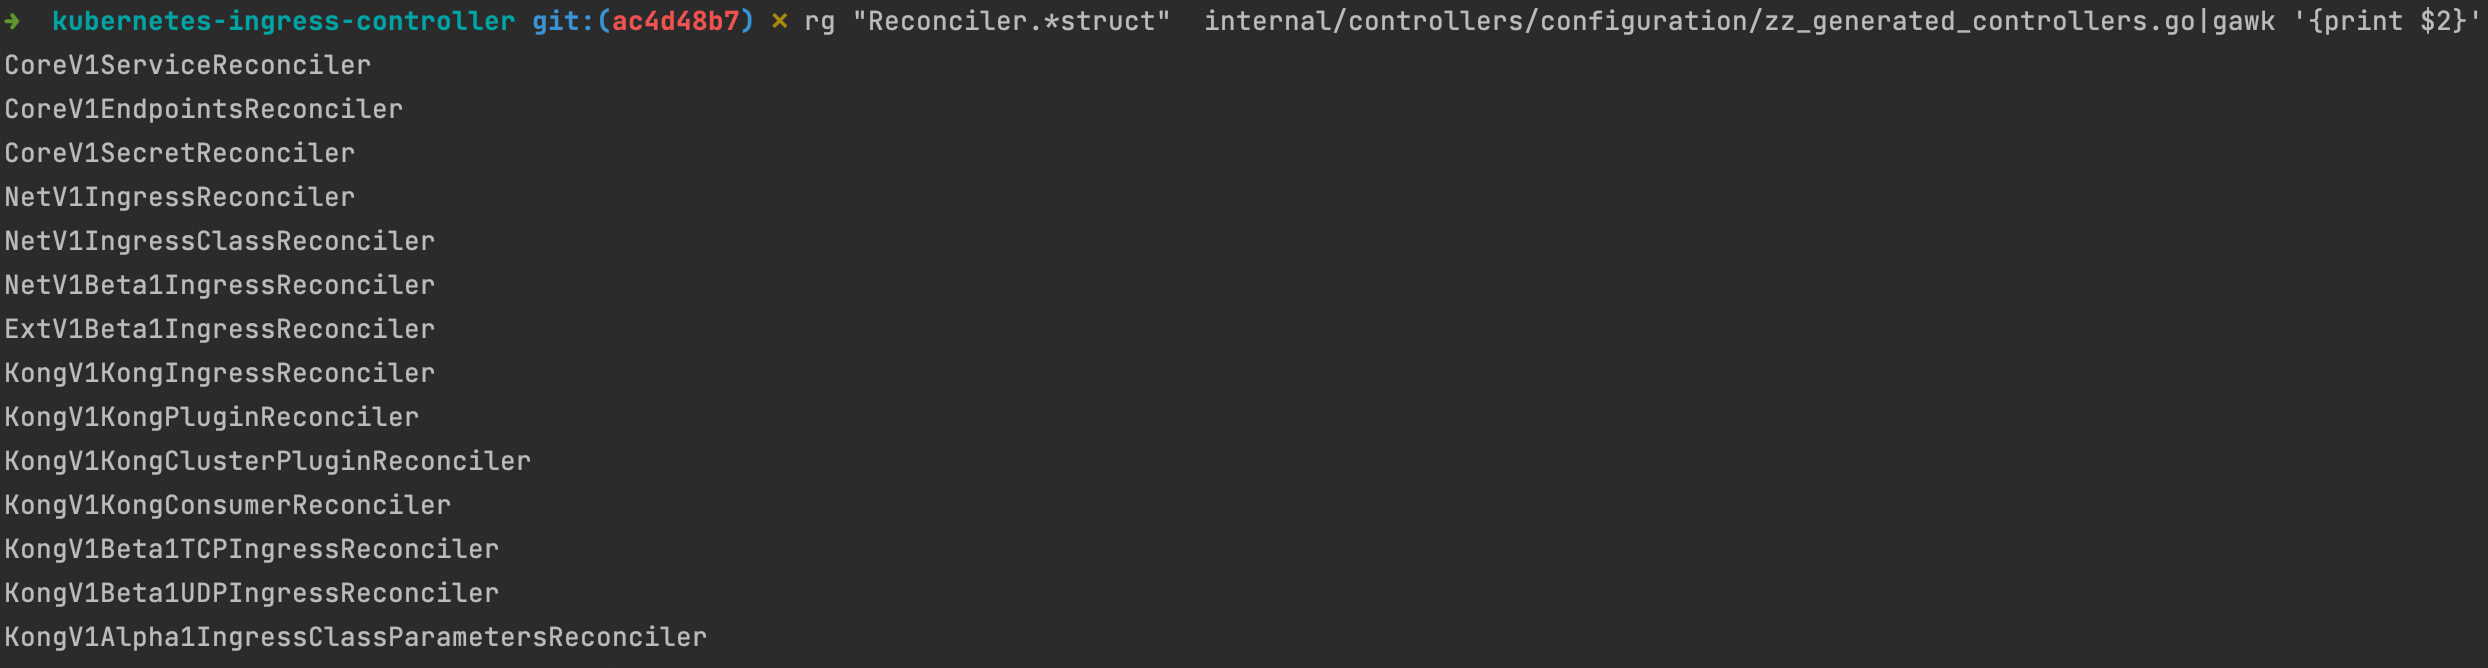 ➜  kubernetes-ingress-controller git:(ac4d48b7) ✗ rg "Reconciler.*struct"  internal/controllers/configuration/zz_generated_controllers.go|gawk '{print $2}'
CoreV1ServiceReconciler
CoreV1EndpointsReconciler
CoreV1SecretReconciler
NetV1IngressReconciler
NetV1IngressClassReconciler
NetV1Beta1IngressReconciler
ExtV1Beta1IngressReconciler
KongV1KongIngressReconciler
KongV1KongPluginReconciler
KongV1KongClusterPluginReconciler
KongV1KongConsumerReconciler
KongV1Beta1TCPIngressReconciler
KongV1Beta1UDPIngressReconciler
KongV1Alpha1IngressClassParametersReconciler